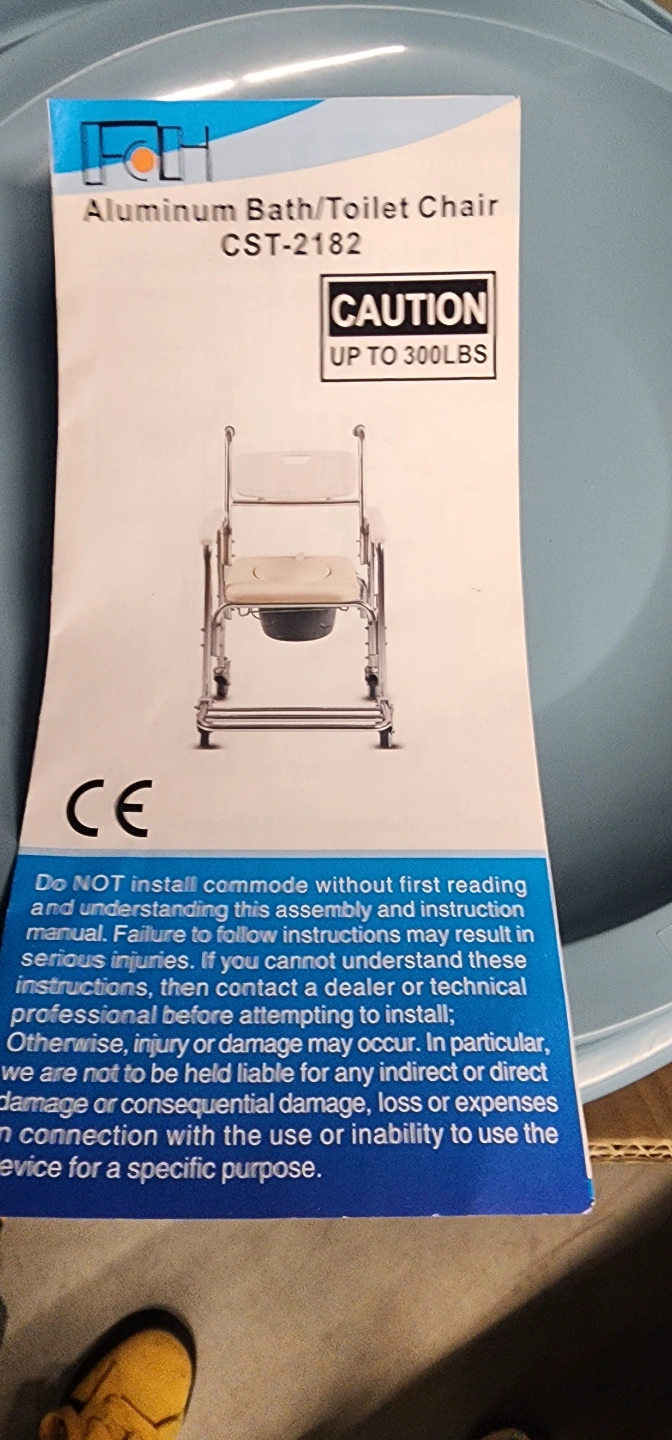 Aluminum Bath/Toilet Chair
CST-2182
CAUTION
UP TO 300LBS
CE
Do NOT install commode without first reading
and understanding this assembly and instruction
manual. Failure to follow instructions may result in
serious injuries. If you cannot understand these
instructions, then contact a dealer or technical
professional before attempting to install;
Otherwise, injury or damage may occur. In particular,
we are not to be held liable for any indirect or direct
damage or consequential damage, loss or expenses
n connection with the use or inability to use the
evice for a specific purpose.